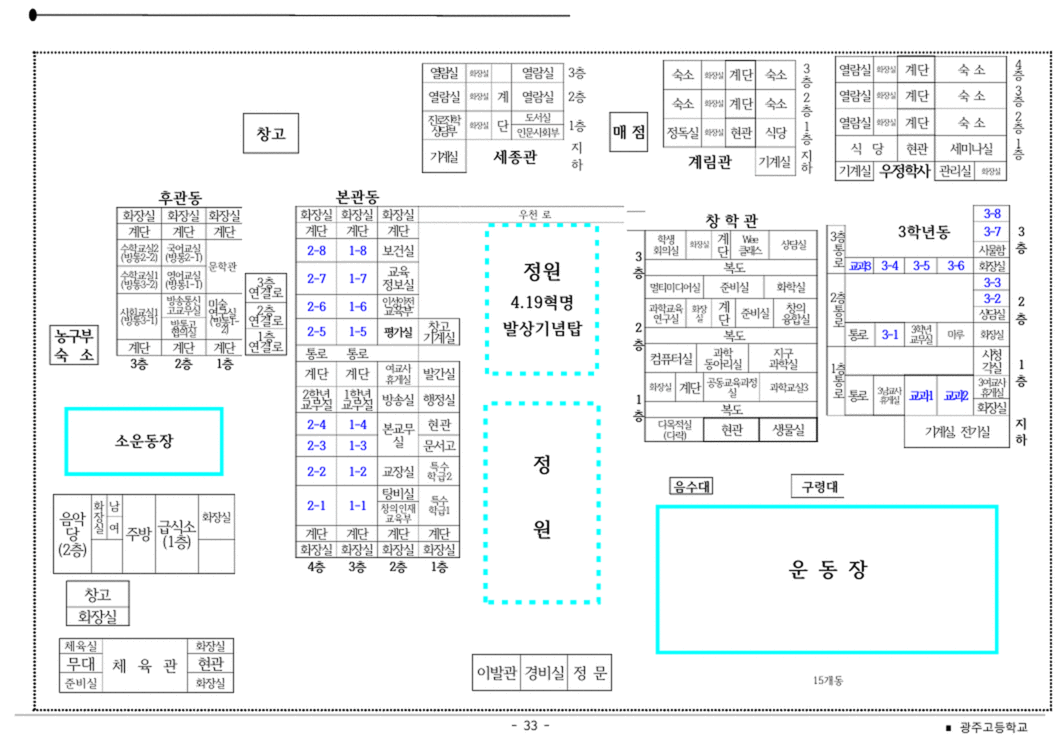 열람실 화장실 열람실 3층
열람실 화장실 계 열람실 2층
진로진학
상담부 화장실 단 도서실
인문사회부 1층
기계실 세종관 지
하
창고
매 점
숙소 화장실 계단 숙소 3층
숙소 화장실 계단 숙소 2층
정독실 화장실 현관 식당 1층
계림관 기계실 지하
열람실 화장실 계단 숙 소 4층
열람실 화장실 계단 숙 소 3층
열람실 화장실 계단 숙 소 2층
식 당 현관 세미나실 1층
기계실 우정학사 관리실 화장실
후관동
화장실 화장실 화장실
계단 계단 계단
수학교실2
(방통2-2) 국어교실
(방통2-1)
문학관
수학교실1
(방통3-2) 영어교실
(방통1-1)
사회교실1
(방통3-1) 방송통신
고교무실 미술
연구실
방통고
협의실
계단 계단 계단
3층 2층 1층
3층
연결로
2층
연결로
1층
연결로
농구부
숙 소
본관동
화장실 화장실 화장실 우천 로
계단 계단 계단
2-8 1-8 보건실
2-7 1-7 교육
정보실
2-6 1-6 인성안전
교육부
2-5 1-5 평가실 창고
기계실
통로 통로
계단 계단 여교사
휴게실 발간실
2학년
교무실 1학년
교무실 방송실 행정실
2-4 1-4 본교무
실 현관
2-3 1-3 문서고
2-2 1-2 교장실 특수
학급2
2-1 1-1 탕비실
창의인재
교육부 특수
학급1
계단 계단 계단 계단
화장실 화장실 화장실 화장실
4층 3층 2층 1층
정원
4.19혁명
발상기념탑
정
원
창 학 관
3층 학생
회의실 화장실 계
단 Wee
클래스 상담실
복도
멀티미디어실 준비실 화학실
2층 과학교육
연구실 화장
실 계
단 준비실 창의
융합실
복도
컴퓨터실 과학
동아리실 지구
과학실
1층 화장실 계단 공동교육과정
실 과학교실3
복도
다목적실
(다락) 현관 생물실
3학년동
3-8
3-7
사물함
3층
통로 교과3 3-4 3-5 3-6 화장실 3
층
3-3
3-2
상담실
2층
통로 통로 3-1 3학년
교무실 마루 화장실 2
층
시청
각실
1층
통로 통로 3남교사
휴게실 교과1 교과2 3여교사
휴게실 1
층
화장실
기계실 전기실 지
하
소운동장
음악
당
(2층) 화
장
실 남
여 주방 급식소
(1층) 화장실
창고
화장실
체육실 화장실
무대 체 육 관 현관
준비실 화장실
음수대 구령대
운 동 장
이발관 경비실 정 문
15개동
- 33 -
■ 광주고등학교